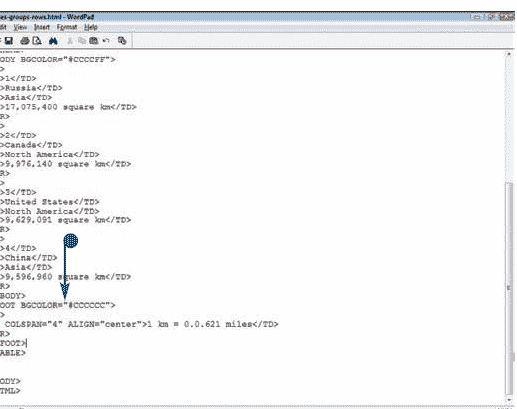 es-groups-rows.html - WordPad
dit View Insert Format Help
ODY BGCOLOR="#CCCCFF">
>
>1</TD>
>Russia</TD>
>Asia</TD>
>17,075,400 square km</TD>
R>
>
>2</TD>
>Canada</TD>
>North America</TD>
>9,976,140 square km</TD>
R>
>
>3</TD>
>United States</TD>
>North America</TD>
>9,629,091 square km</TD>
R>
>
>4</TD>
>China</TD>
>Asia</TD>
>9,596,960 square km</TD>
R>
BODY>
OOT BGCOLOR="#CCCCCC">
>
COLSPAN="4" ALIGN="center">1 km = 0.0.621 miles</TD>
R>
FOOT>
ABLE>
ODY>
TML>